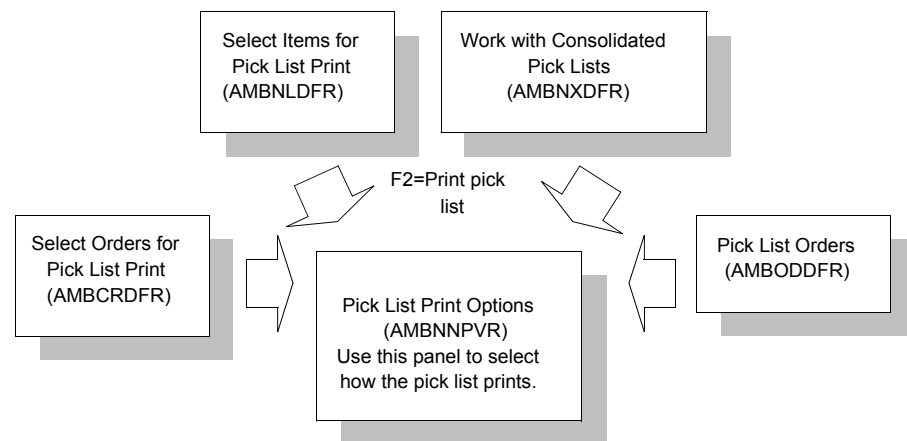 Select Items for
Pick List Print
(AMBNLDFR)
Work with Consolidated
Pick Lists
(AMBNXDFR)
F2=Print pick
list
Select Orders for
Pick List Print
(AMBCRDFR)
Pick List Print Options
(AMBNNPVR)
Use this panel to select
how the pick list prints.
Pick List Orders
(AMBODDFR)